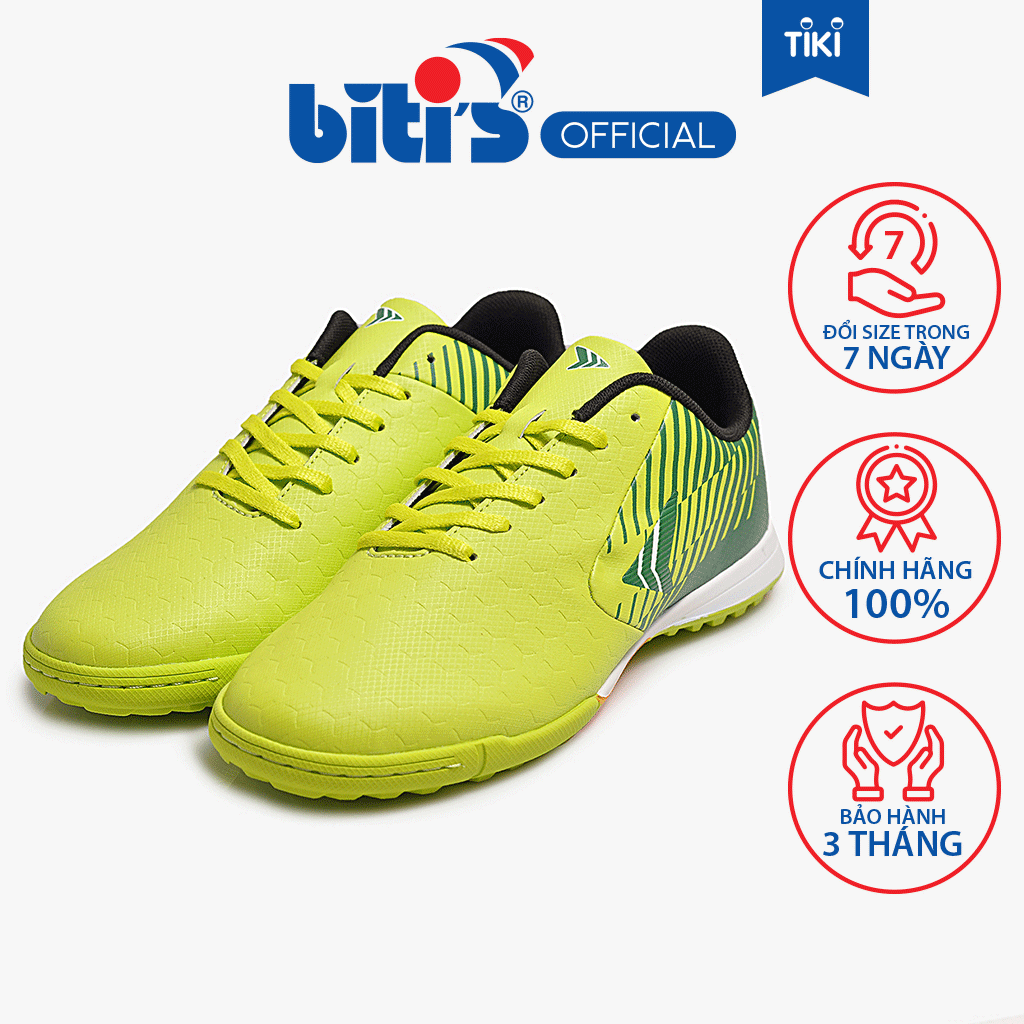 TiKi
biti's®
OFFICIAL
7
ĐỔI SIZE TRONG
7 NGÀY
CHÍNH HÃNG
100%
BẢO HÀNH
3 THÁNG